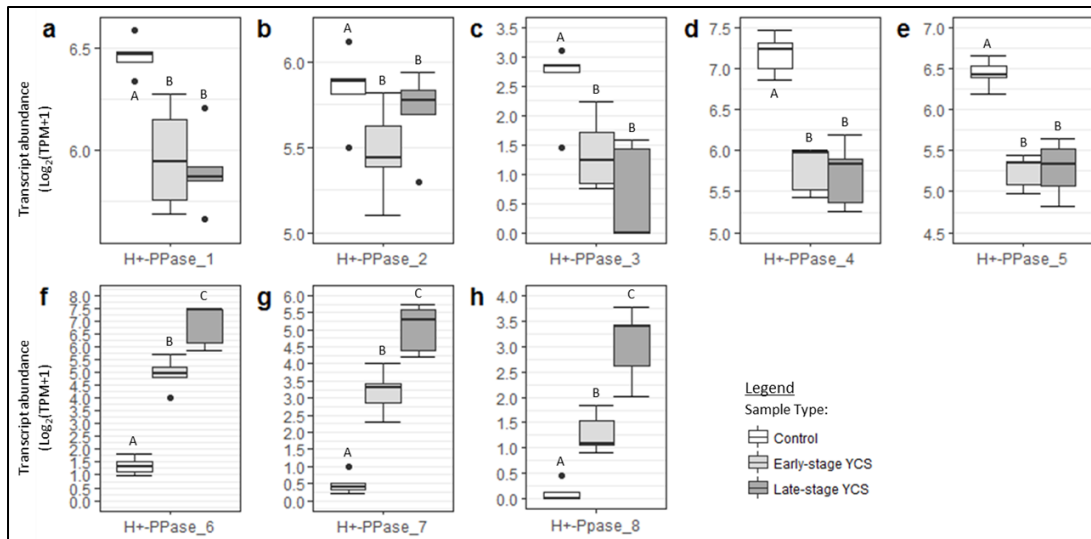 a b c d e
Transcript abundance
(Log2(TPM+1)
6.5
6.0
A
A
B
B
H+-PPase_1
6.0
5.5
5.0
A
B
B
H+-PPase_2
3.5
3.0
2.5
2.0
1.5
1.0
0.5
0.0
A
B
B
H+-PPase_3
7.5
7.0
6.5
6.0
5.5
5.0
A
B
B
H+-PPase_4
7.0
6.5
6.0
5.5
5.0
4.5
A
B
B
H+-PPase_5
f g h
Transcript abundance
(Log2(TPM+1)
8.0
7.5
7.0
6.5
6.0
5.5
5.0
4.5
4.0
3.5
3.0
2.5
2.0
1.5
1.0
0.5
0.0
A
B
C
H+-PPase_6
6.0
5.5
5.0
4.5
4.0
3.5
3.0
2.5
2.0
1.5
1.0
0.5
0.0
A
B
C
H+-PPase_7
4.0
3.5
3.0
2.5
2.0
1.5
1.0
0.5
0.0
A
B
C
H+-Ppase_8
Legend
Sample Type:
Control
Early-stage YCS
Late-stage YCS